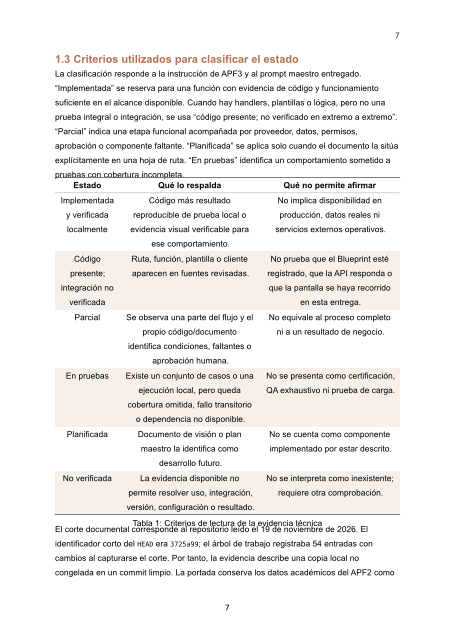 7
1.3 Criterios utilizados para clasificar el estado
La clasificación responde a la instrucción de APF3 y al prompt maestro entregado.
“Implementada” se reserva para una función con evidencia de código y funcionamiento
suficiente en el alcance disponible. Cuando hay handlers, plantillas o lógica, pero no una
prueba integral o integración, se usa “código presente; no verificado en extremo a extremo”.
“Parcial” indica una etapa funcional acompañada por proveedor, datos, permisos,
aprobación o componente faltante. “Planificada” se aplica solo cuando el documento la sitúa
explícitamente en una hoja de ruta. “En pruebas” identifica un comportamiento sometido a
pruebas con cobertura incompleta.
Estado Qué lo respalda Qué no permite afirmar
Implementada Código más resultado No implica disponibilidad en
y verificada reproducible de prueba local o producción, datos reales ni
localmente evidencia visual verificable para servicios externos operativos.
ese comportamiento.
Código Ruta, función, plantilla o cliente No prueba que el Blueprint esté
presente; aparecen en fuentes revisadas. registrado, que la API responda o
integración no que la pantalla se haya recorrido
verificada en esta entrega.
Parcial Se observa una parte del flujo y el No equivale al proceso completo
propio código/documento ni a un resultado de negocio.
identifica condiciones, faltantes o
aprobación humana.
En pruebas Existe un conjunto de casos o una No se presenta como certificación,
ejecución local, pero queda QA exhaustivo ni prueba de carga.
cobertura omitida, fallo transitorio
o dependencia no disponible.
Planificada Documento de visión o plan No se cuenta como componente
maestro la identifica como implementado por estar descrito.
desarrollo futuro.
No verificada La evidencia disponible no No se interpreta como inexistente;
permite resolver uso, integración, requiere otra comprobación.
versión, configuración o resultado.
Tabla 1: Criterios de lectura de la evidencia técnica
El corte documental corresponde al repositorio leído el 19 de noviembre de 2026. El
identificador corto del HEAD era 3725a99; el árbol de trabajo registraba 54 entradas con
cambios al capturarse el corte. Por tanto, la evidencia describe una copia local no
congelada en un commit limpio. La portada conserva los datos académicos del APF2 como
7